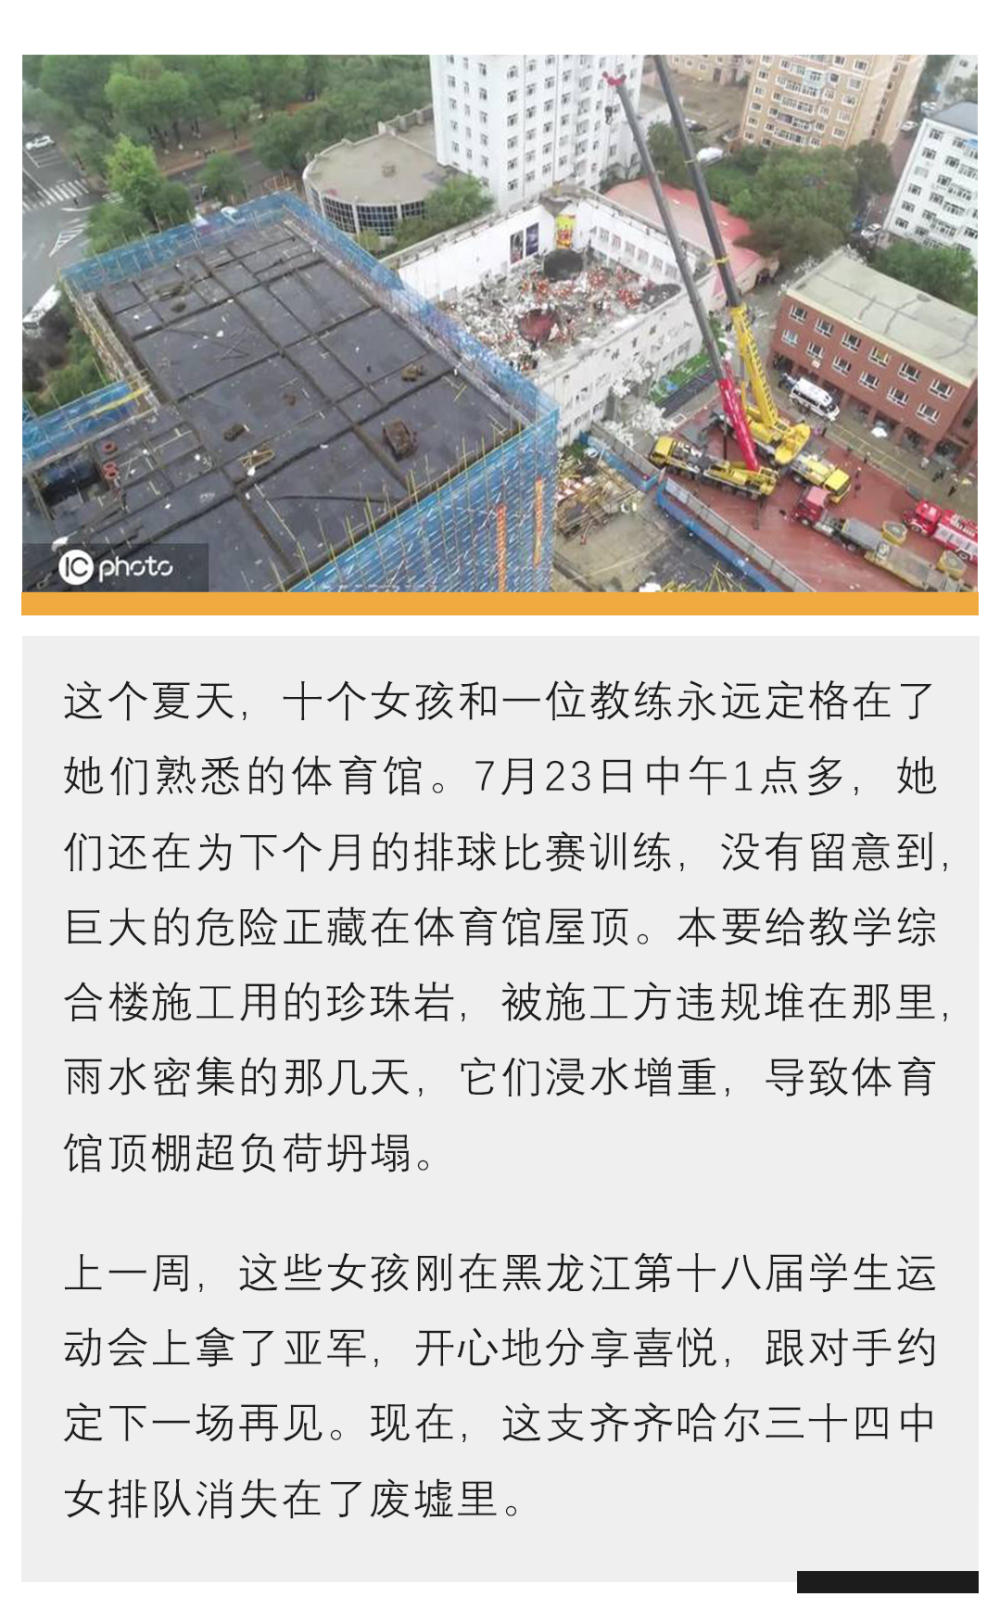 IC photo
这个夏天，十个女孩和一位教练永远定格在了
她们熟悉的体育馆。7月23日中午1点多，她
们还在为下个月的排球比赛训练，没有留意到，
巨大的危险正藏在体育馆屋顶。本要给教学综
合楼施工用的珍珠岩，被施工方违规堆在那里，
雨水密集的那几天，它们浸水增重，导致体育
馆顶棚超负荷坍塌。
上一周，这些女孩刚在黑龙江第十八届学生运
动会上拿了亚军，开心地分享喜悦，跟对手约
定下一场再见。现在，这支齐齐哈尔三十四中
女排队消失在了废墟里。